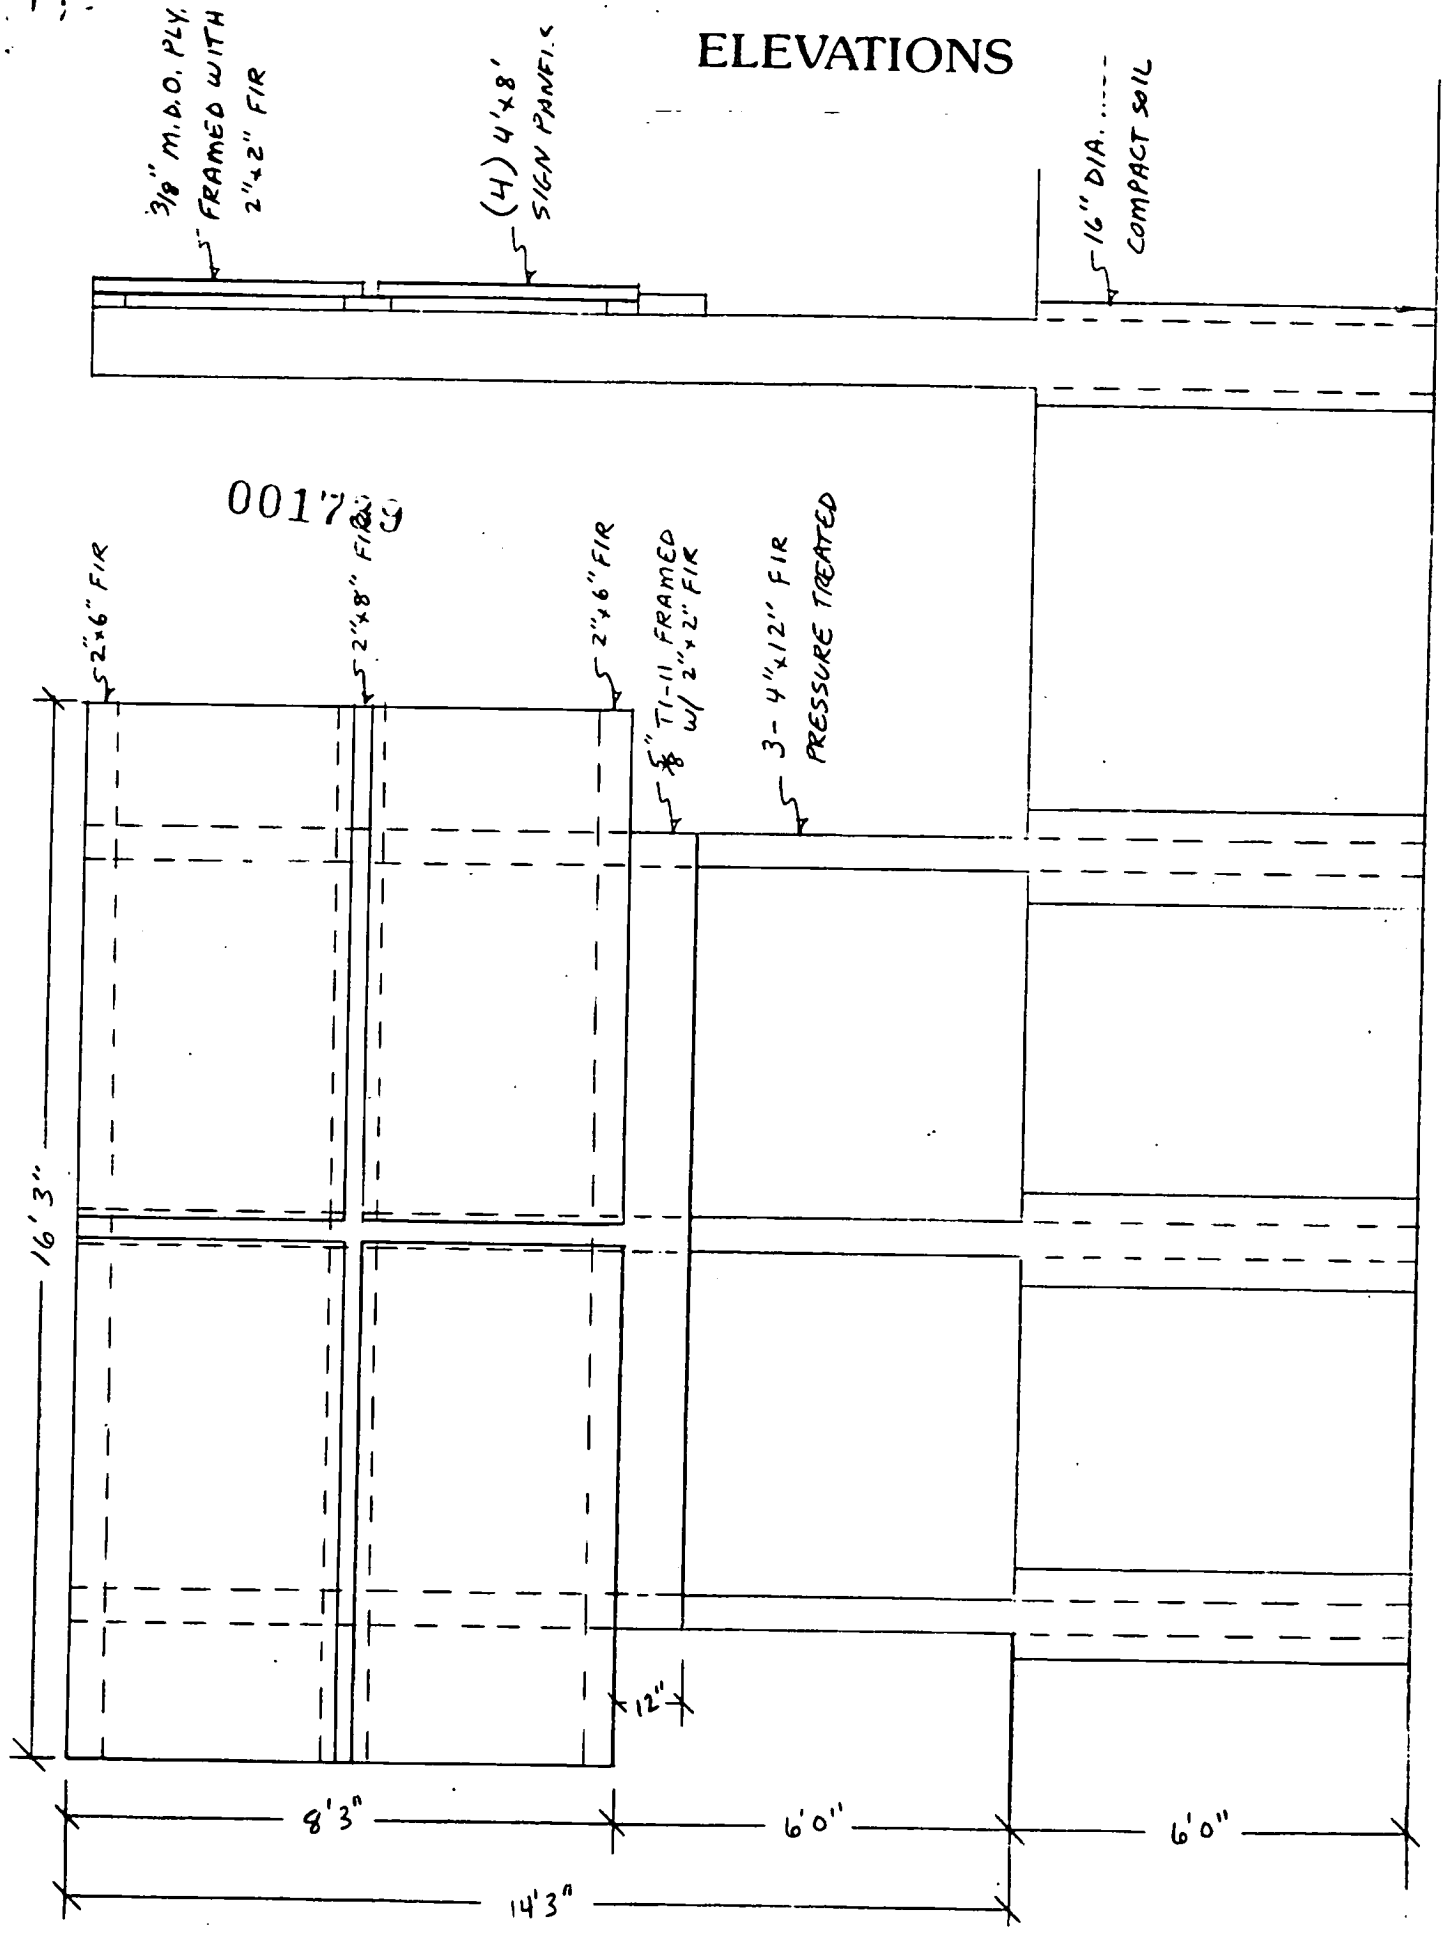 ELEVATIONS
3/8" M.D.O. PLY.
FRAMED WITH
2"x2" FIR
(4) 4'x8'
SIGN PANELS
16" DIA.
COMPACT SOIL
2"x6" FIR
2"x8" FIR
2"x6" FIR
5/8" T1-11 FRAMED
W/ 2"x2" FIR
3- 4"x12" FIR
PRESSURE TREATED
16'3"
12"
8'3"
6'0"
6'0"
14'3"